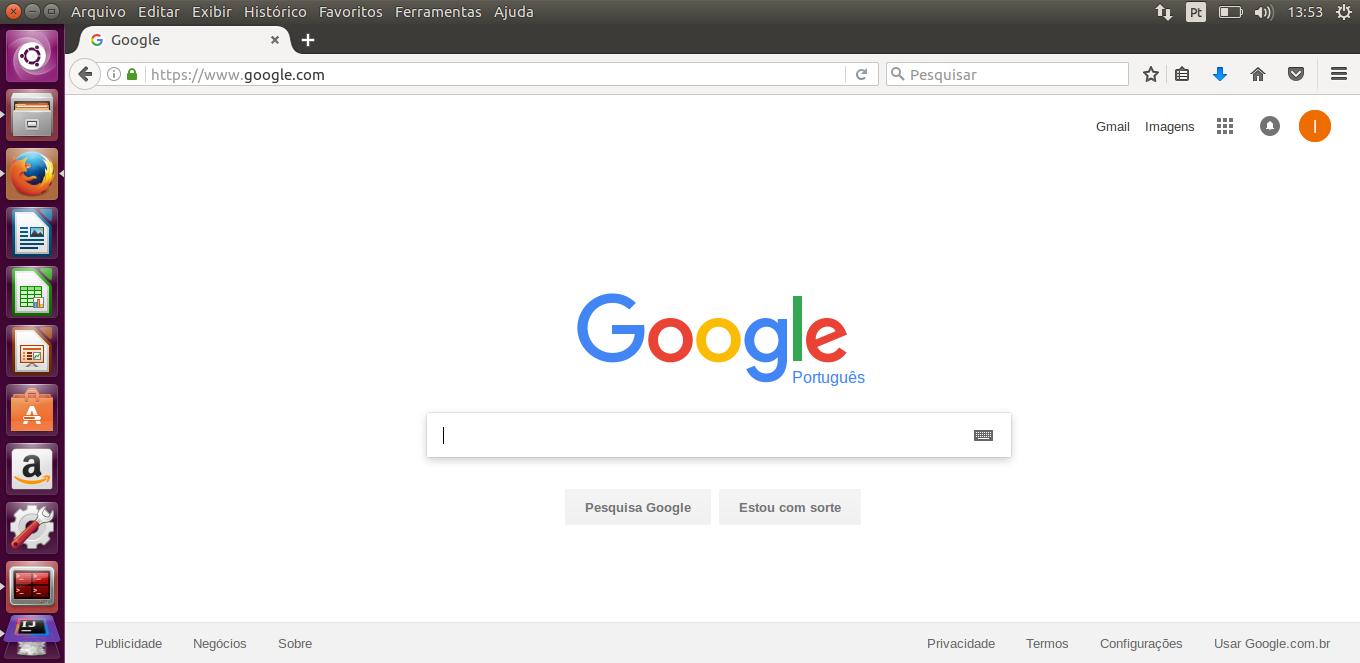 Arquivo Editar Exibir Histórico Favoritos Ferramentas Ajuda Pt 13:53
Google
https://www.google.com Pesquisar
Gmail Imagens I
Google
Português
Pesquisa Google Estou com sorte
A
a
IJ
Publicidade Negócios Sobre Privacidade Termos Configurações Usar Google.com.br